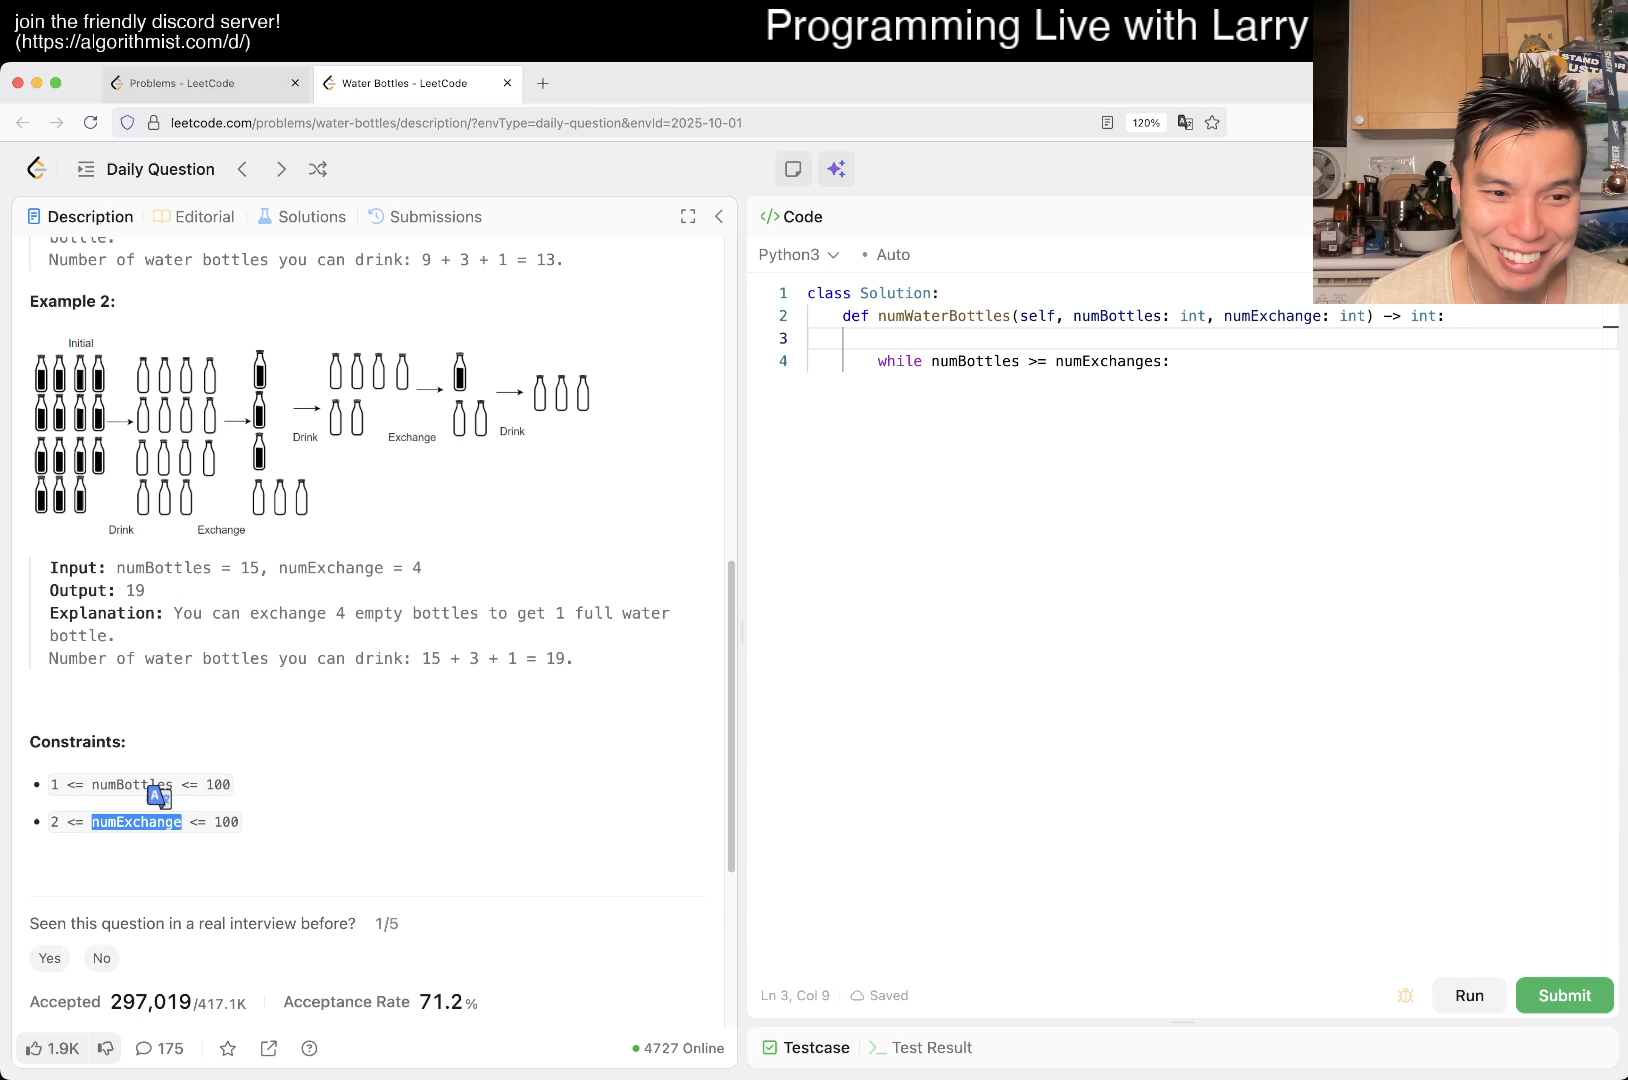 join the friendly discord server!
(https://algorithmist.com/d/)
Programming Live with Larry
Problems - LeetCode
Water Bottles - LeetCode
leetcode.com/problems/water-bottles/description/?envType=daily-question&envId=2025-10-01
120%
Daily Question
Description
Editorial
Solutions
Submissions
bottle.
Number of water bottles you can drink: 9 + 3 + 1 = 13.
Example 2:
Initial
Drink
Exchange
Drink
Exchange
Drink
Input: numBottles = 15, numExchange = 4
Output: 19
Explanation: You can exchange 4 empty bottles to get 1 full water
bottle.
Number of water bottles you can drink: 15 + 3 + 1 = 19.
Constraints:
1 <= numBottles <= 100
2 <= numExchange <= 100
Seen this question in a real interview before? 1/5
Yes
No
Accepted 297,019/417.1K
Acceptance Rate 71.2%
1.9K
175
4727 Online
</> Code
Python3
Auto
1 class Solution:
2 def numWaterBottles(self, numBottles: int, numExchange: int) -> int:
3
4 while numBottles >= numExchanges:
Ln 3, Col 9
Saved
Run
Submit
Testcase
>_ Test Result